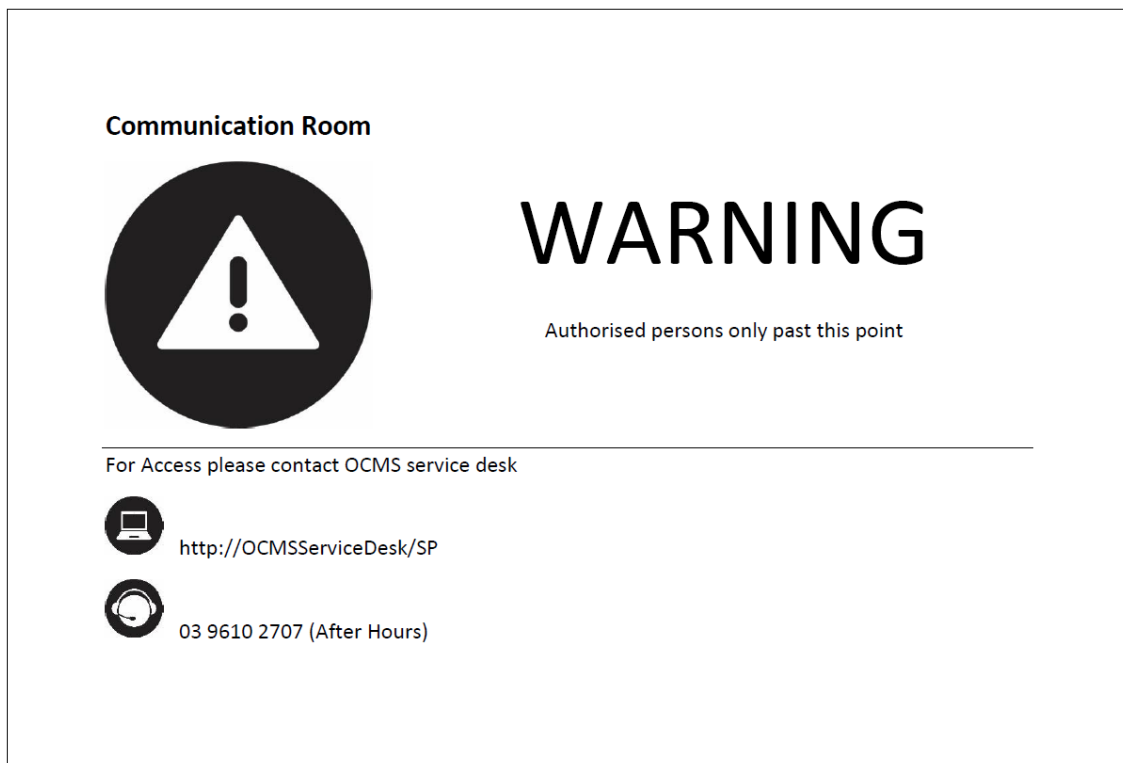 Communication Room
WARNING
Authorised persons only past this point
For Access please contact OCMS service desk
http://OCMSServiceDesk/SP
03 9610 2707 (After Hours)